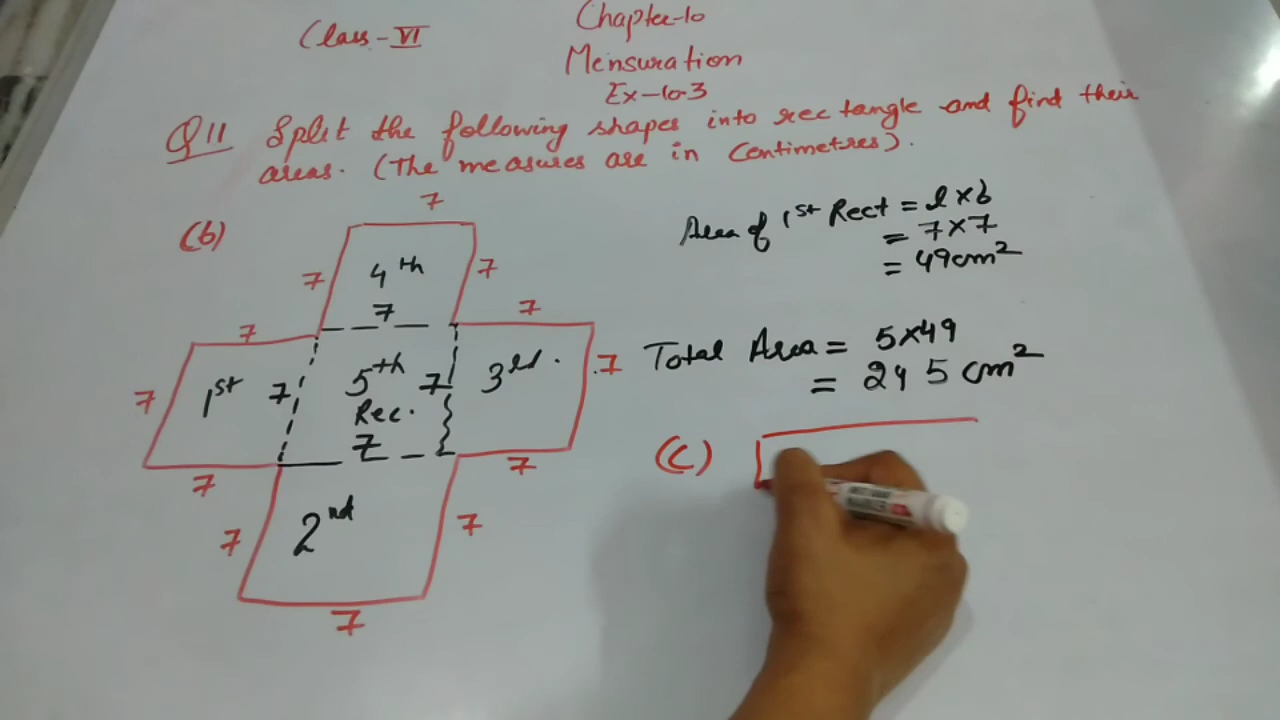 Class-VI
Chapter-10
Mensuration
Ex-10.3
Q11 Split the following shapes into rectangle and find their
areas. (The measures are in Centimetres).
(b)
7
7
4th
7
7
7
7
7
1st
7
5th
Rec.
7
7
3rd.
7
7
7
7
2nd
7
7
Area of 1st Rect = l×b
= 7×7
= 49cm²
Total Area = 5×49
= 245 cm²
(c)